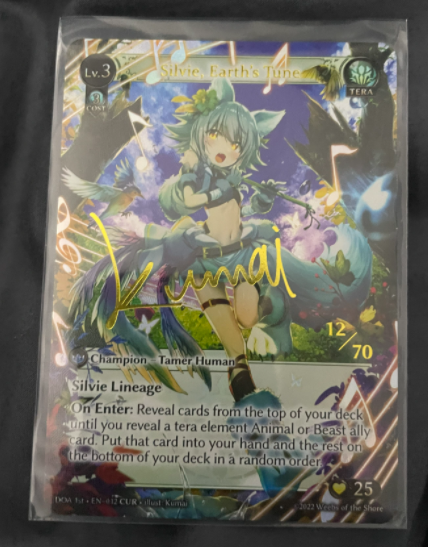 Lv.3
Silvie, Earth's Tune
COST
TERA
Kumai
12/70
Champion - Tamer Human
Silvie Lineage
On Enter: Reveal cards from the top of your deck
until you reveal a tera element Animal or Beast ally
card. Put that card into your hand and the rest on
the bottom of your deck in a random order.
25
CUR • illust. Kumai
©2022 Weebs of the Shore